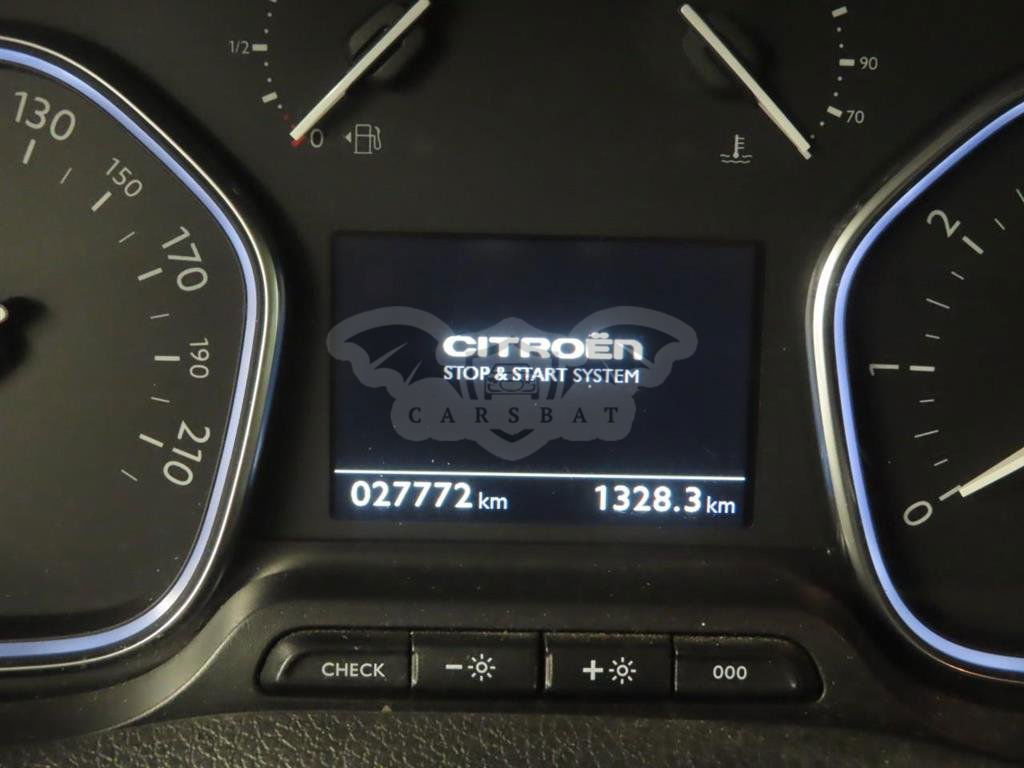 1/2
0
90
70
130
150
170
190
210
2
1
0
CITROËN
STOP & START SYSTEM
CARSBAT
027772 km
1328.3 km
CHECK
-
+
000